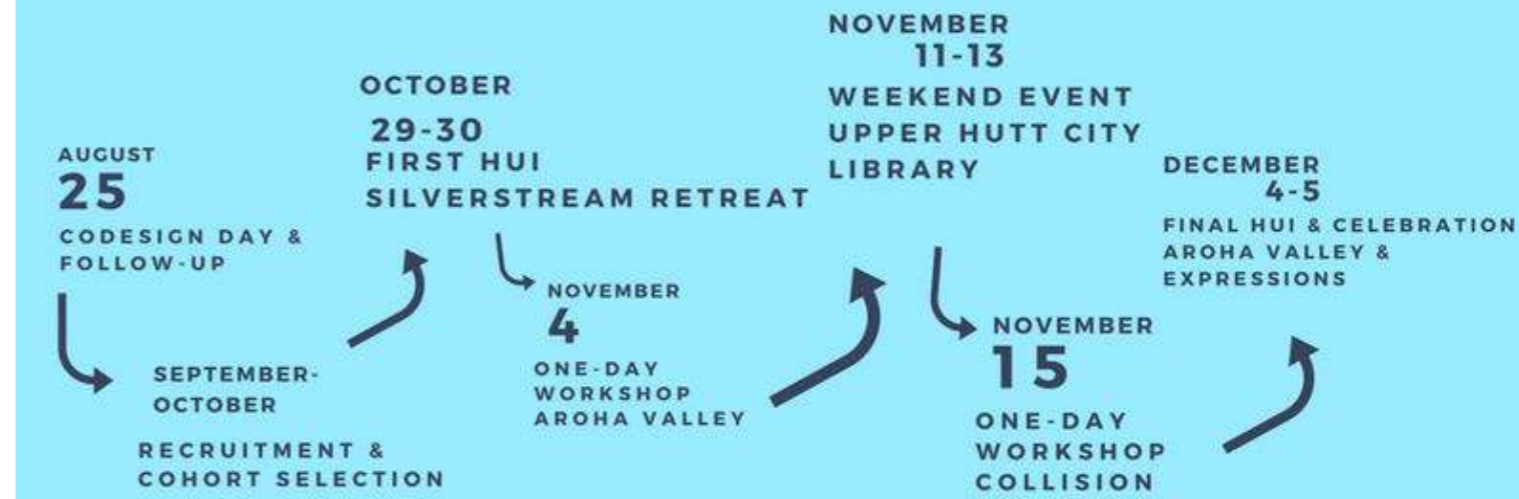 AUGUST
25
CODESIGN DAY &
FOLLOW-UP
SEPTEMBER-
OCTOBER
RECRUITMENT &
COHORT SELECTION
OCTOBER
29-30
FIRST HUI
SILVERSTREAM RETREAT
NOVEMBER
4
ONE-DAY
WORKSHOP
AROHA VALLEY
NOVEMBER
11-13
WEEKEND EVENT
UPPER HUTT CITY
LIBRARY
NOVEMBER
15
ONE-DAY
WORKSHOP
COLLISION
DECEMBER
4-5
FINAL HUI & CELEBRATION
AROHA VALLEY &
EXPRESSIONS